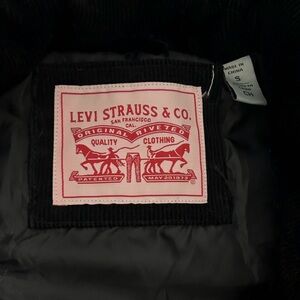 LEVI STRAUSS & CO.
SAN FRANCISCO
CAL.
ORIGINAL RIVETED
QUALITY CLOTHING
PATENTED MAY 20 1873
MADE IN
CHINA
S